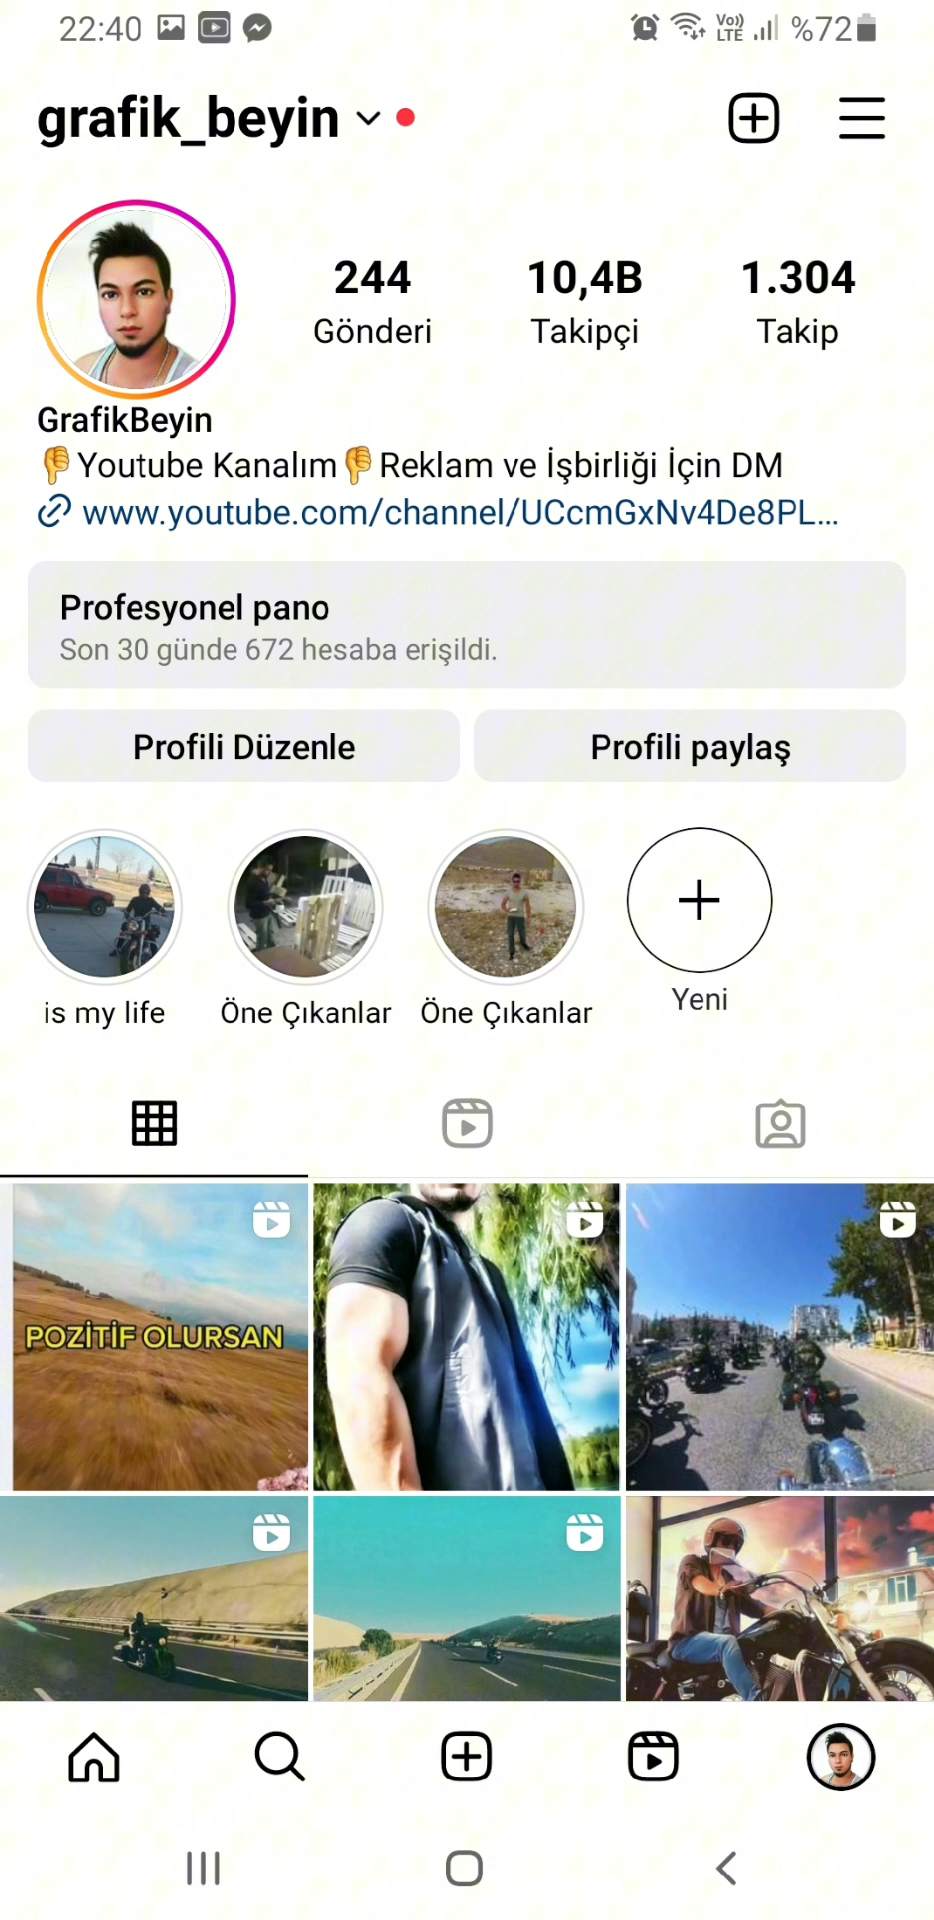 22:40 Vo)) LTE %72
grafik_beyin
244 10,4B 1.304
Gönderi Takipçi Takip
GrafikBeyin
👎Youtube Kanalım👎Reklam ve İşbirliği İçin DM
www.youtube.com/channel/UCcmGxNv4De8PL...
Profesyonel pano
Son 30 günde 672 hesaba erişildi.
Profili Düzenle Profili paylaş
is my life Öne Çıkanlar Öne Çıkanlar Yeni
POZİTİF OLURSAN